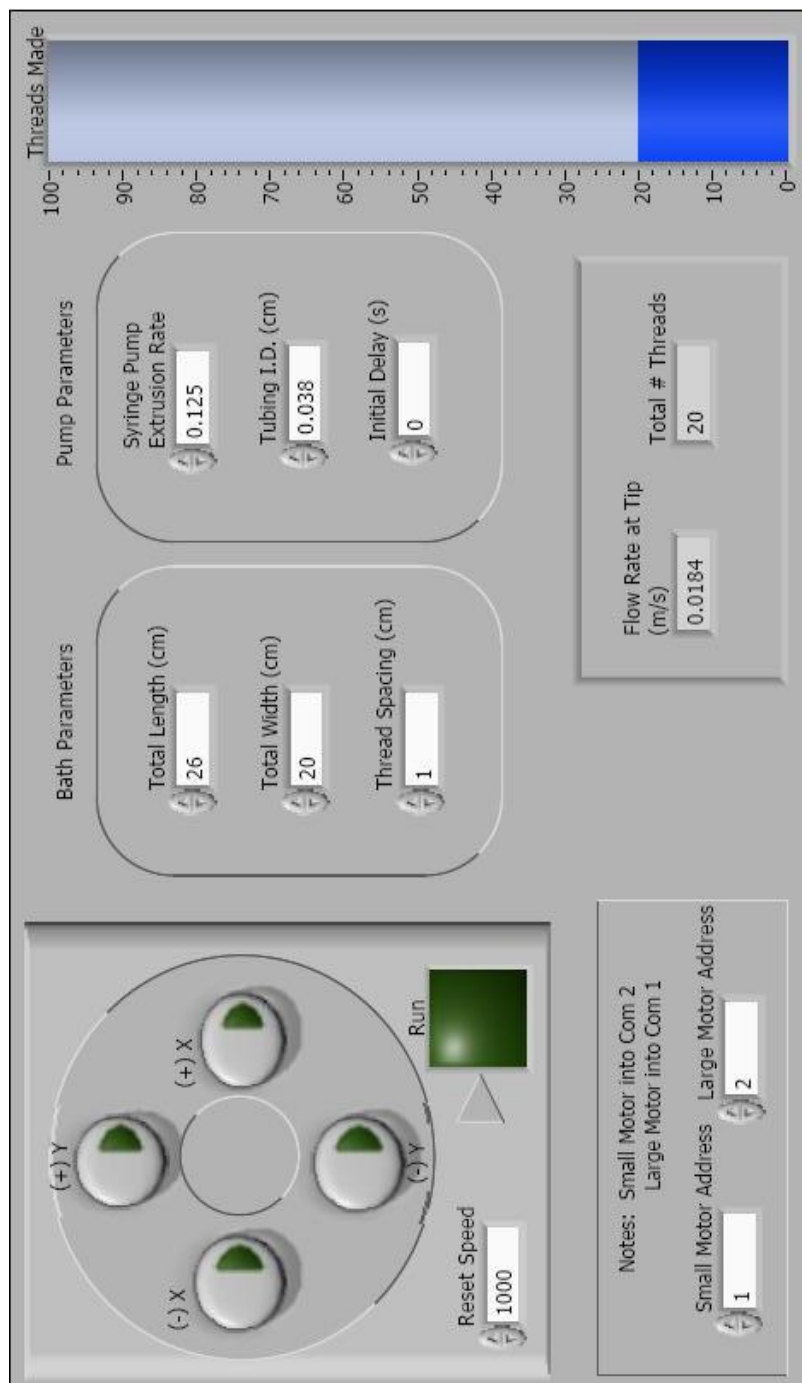 (+) Y
(-) X
(+) X
(-) Y
Reset Speed
1000
Run
Notes: Small Motor into Com 2
Large Motor into Com 1
Small Motor Address
1
Large Motor Address
2
Bath Parameters
Total Length (cm)
26
Total Width (cm)
20
Thread Spacing (cm)
1
Pump Parameters
Syringe Pump
Extrusion Rate
0.125
Tubing I.D. (cm)
0.038
Initial Delay (s)
0
Flow Rate at Tip
(m/s)
0.0184
Total # Threads
20
Threads Made
100
90
80
70
60
50
40
30
20
10
0